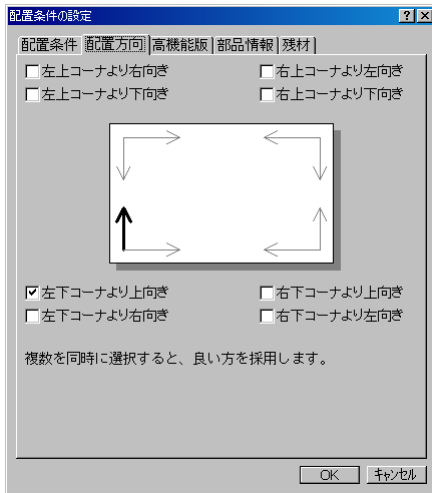 配置条件の設定
配置条件 配置方向 高機能版 部品情報 残材
左上コーナより右向き 右上コーナより左向き
左上コーナより下向き 右上コーナより下向き
左下コーナより上向き 右下コーナより上向き
左下コーナより右向き 右下コーナより左向き
複数を同時に選択すると、良い方を採用します。
OK キャンセル